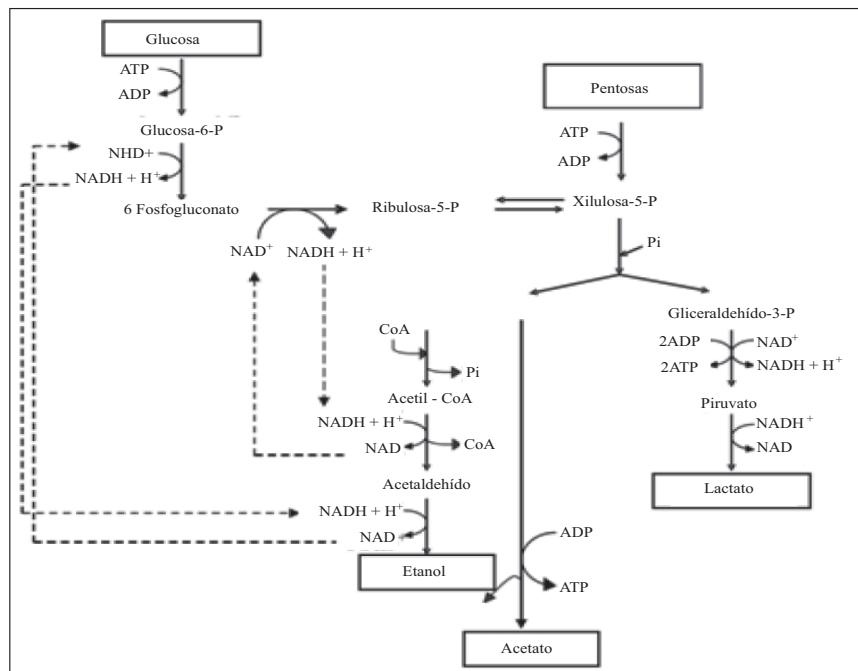 Glucosa
ATP
ADP
Glucosa-6-P
NHD+
NADH + H+
6 Fosfogluconato
NAD+
NADH + H+
Ribulosa-5-P
Pentosas
ATP
ADP
Xilulosa-5-P
Pi
Gliceraldehído-3-P
2ADP
NAD+
2ATP
NADH + H+
Piruvato
NADH+
NAD
Lactato
CoA
Pi
Acetil - CoA
NADH + H+
NAD
CoA
Acetaldehído
NADH + H+
NAD +
Etanol
ADP
ATP
Acetato